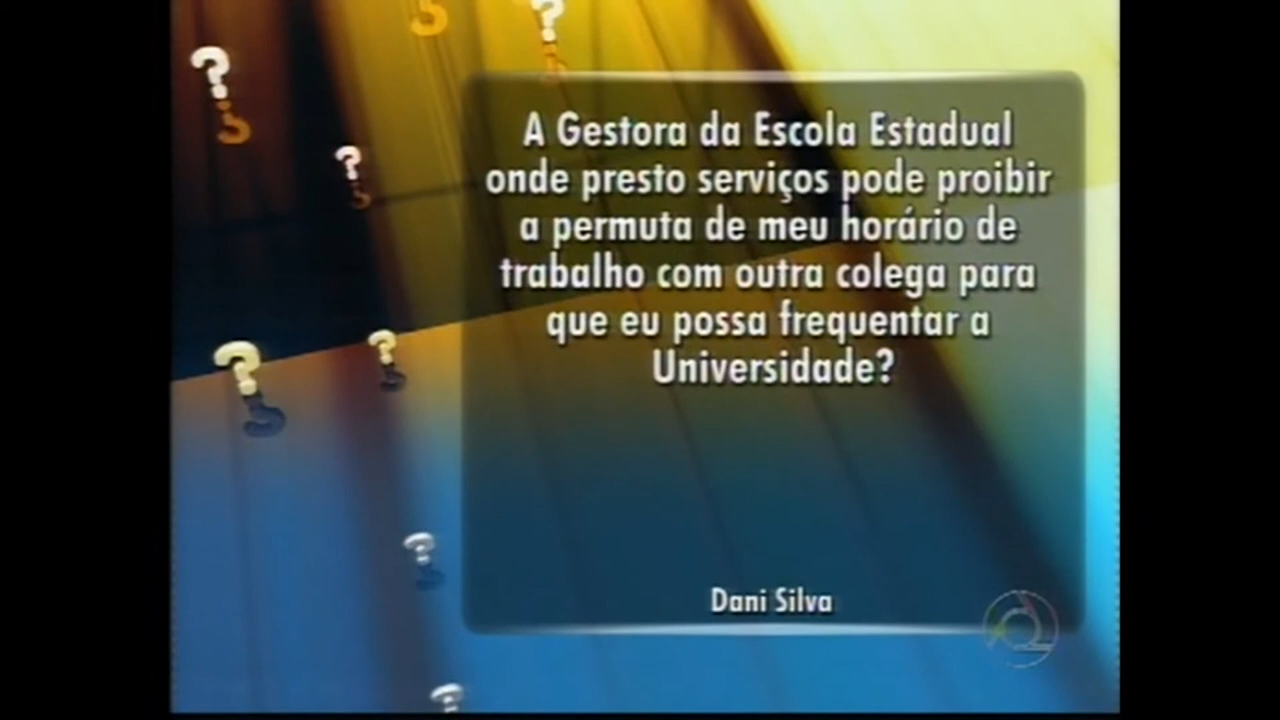 A Gestora da Escola Estadual
onde presto serviços pode proibir
a permuta de meu horário de
trabalho com outra colega para
que eu possa frequentar a
Universidade?
Dani Silva